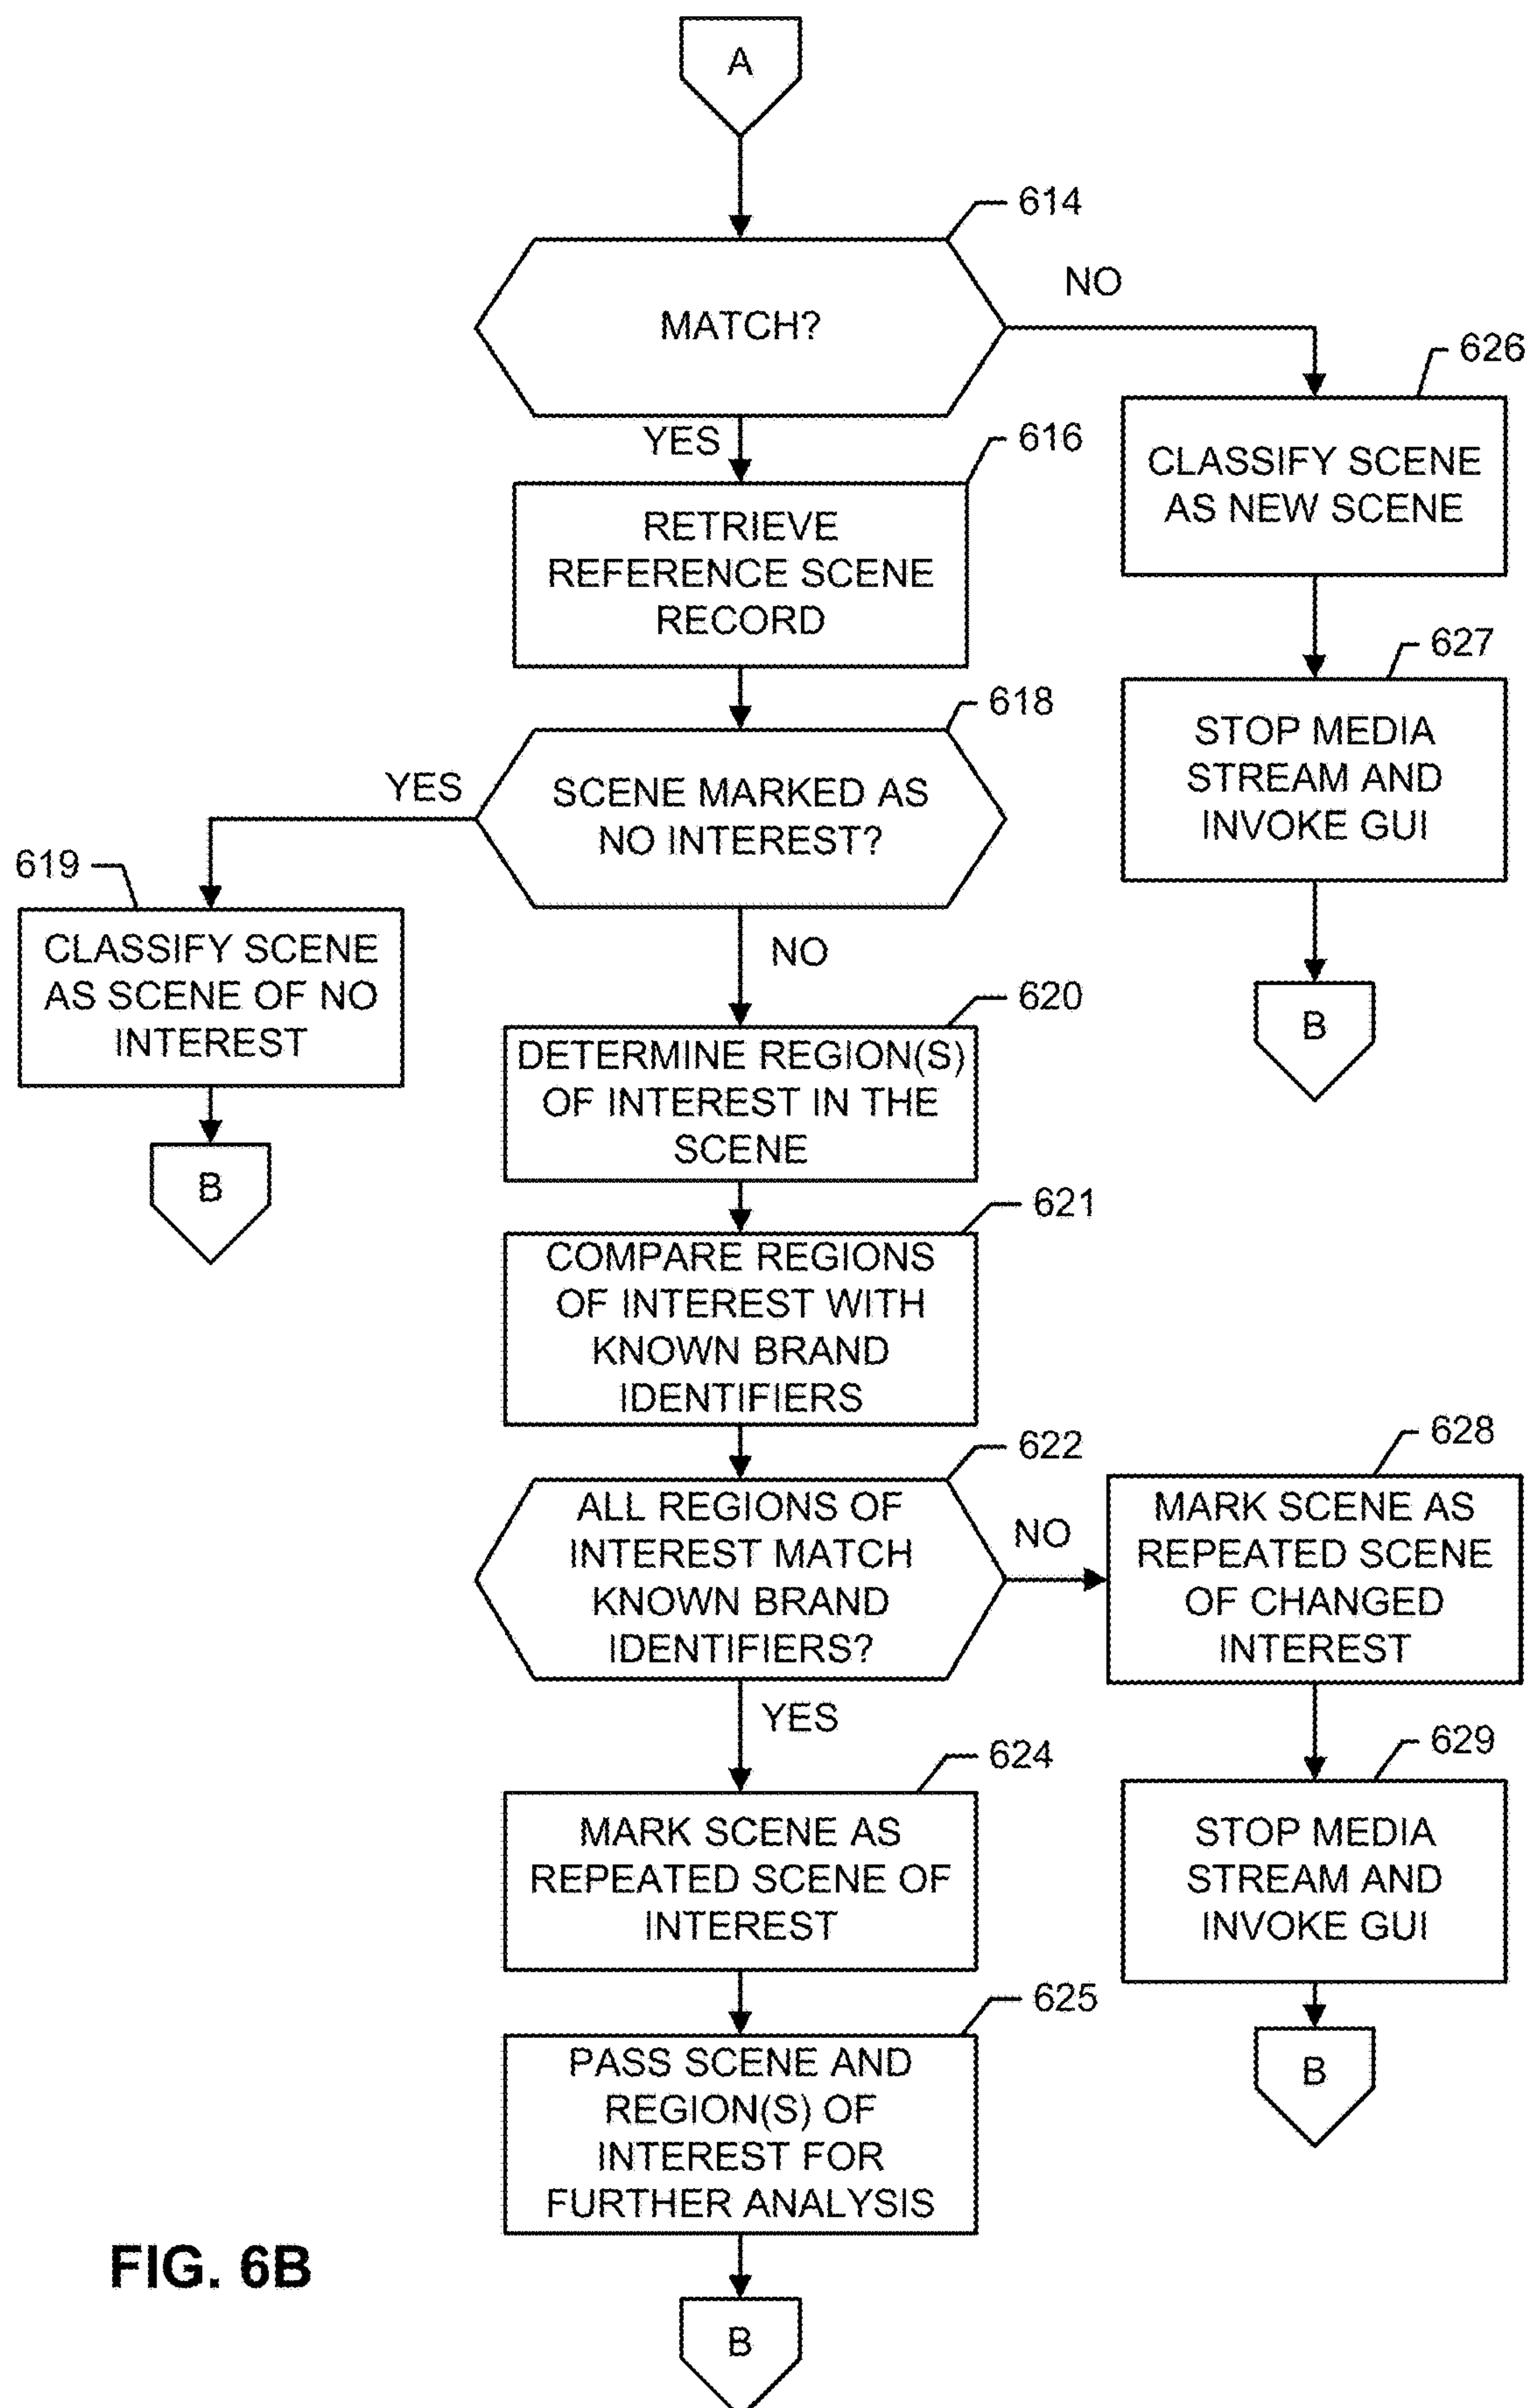 A
614
MATCH?
NO
626
CLASSIFY SCENE
AS NEW SCENE
YES
616
RETRIEVE
REFERENCE SCENE
RECORD
627
STOP MEDIA
STREAM AND
INVOKE GUI
B
618
SCENE MARKED AS
NO INTEREST?
YES
619
CLASSIFY SCENE
AS SCENE OF NO
INTEREST
B
NO
620
DETERMINE REGION(S)
OF INTEREST IN THE
SCENE
621
COMPARE REGIONS
OF INTEREST WITH
KNOWN BRAND
IDENTIFIERS
622
ALL REGIONS OF
INTEREST MATCH
KNOWN BRAND
IDENTIFIERS?
NO
628
MARK SCENE AS
REPEATED SCENE
OF CHANGED
INTEREST
YES
624
MARK SCENE AS
REPEATED SCENE OF
INTEREST
629
STOP MEDIA
STREAM AND
INVOKE GUI
B
625
PASS SCENE AND
REGION(S) OF
INTEREST FOR
FURTHER ANALYSIS
B
FIG. 6B